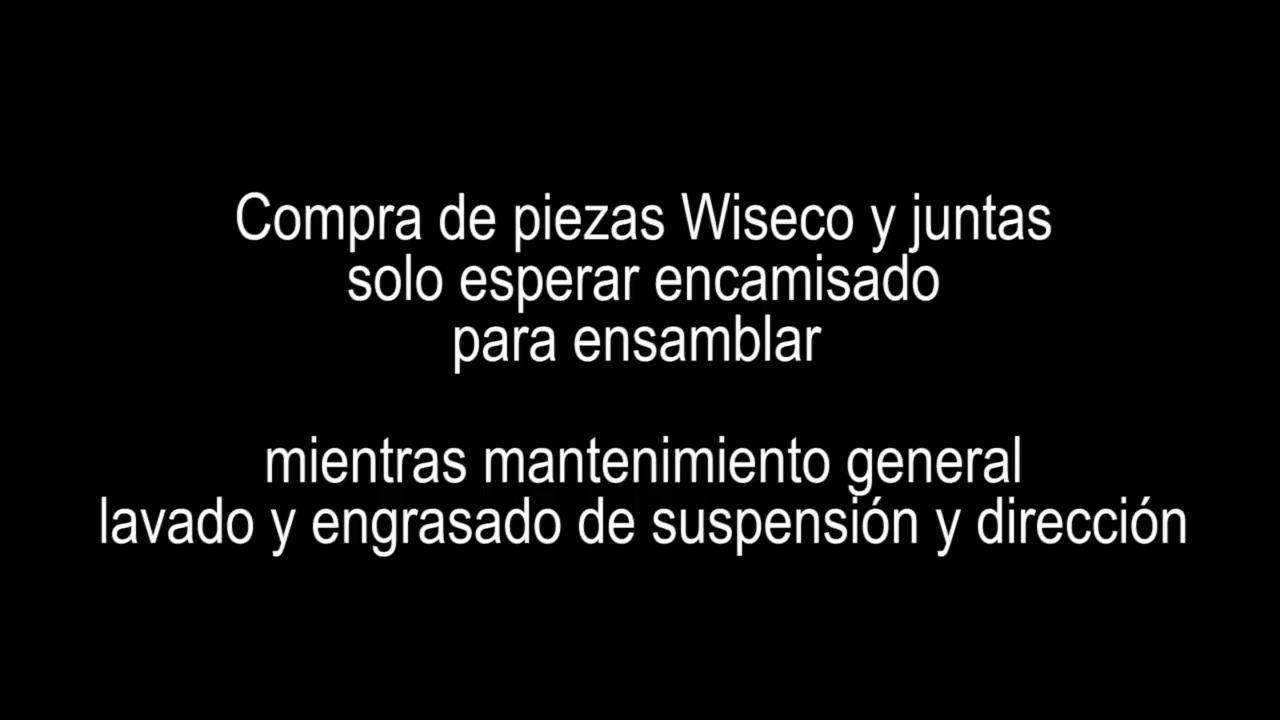 Compra de piezas Wiseco y juntas
solo esperar encamisado
para ensamblar
mientras mantenimiento general
lavado y engrasado de suspensión y dirección